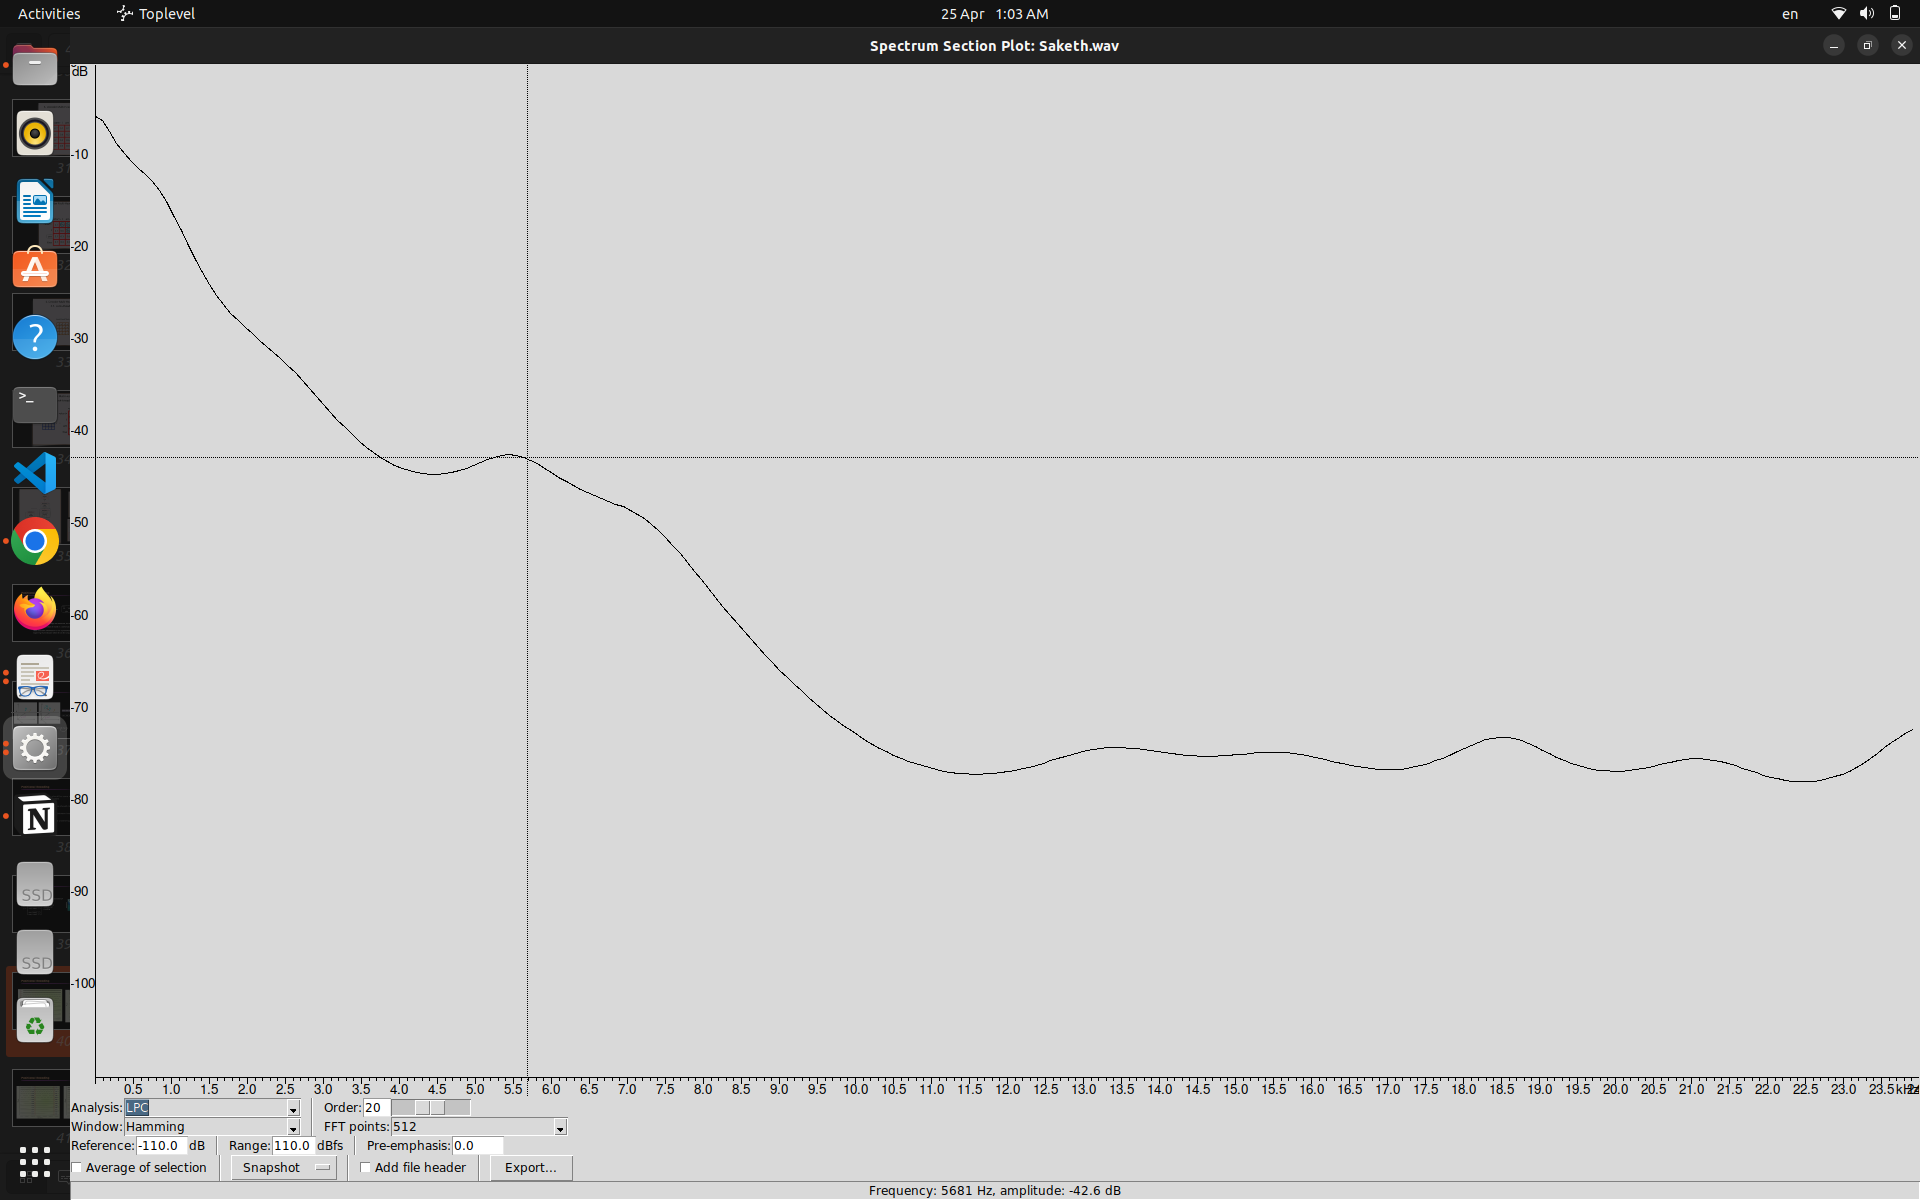 Activities Toplevel 25 Apr 1:03 AM en
Spectrum Section Plot: Saketh.wav
dB
-10
-20
-30
-40
-50
-60
-70
-80
-90
-100
0.5 1.0 1.5 2.0 2.5 3.0 3.5 4.0 4.5 5.0 5.5 6.0 6.5 7.0 7.5 8.0 8.5 9.0 9.5 10.0 10.5 11.0 11.5 12.0 12.5 13.0 13.5 14.0 14.5 15.0 15.5 16.0 16.5 17.0 17.5 18.0 18.5 19.0 19.5 20.0 20.5 21.0 21.5 22.0 22.5 23.0 23.5 kHz
Analysis: LPC Order: 20
Window: Hamming FFT points: 512
Reference: -110.0 dB Range: 110.0 dBfs Pre-emphasis: 0.0
Average of selection Snapshot Add file header Export...
Frequency: 5681 Hz, amplitude: -42.6 dB
SSD
SSD